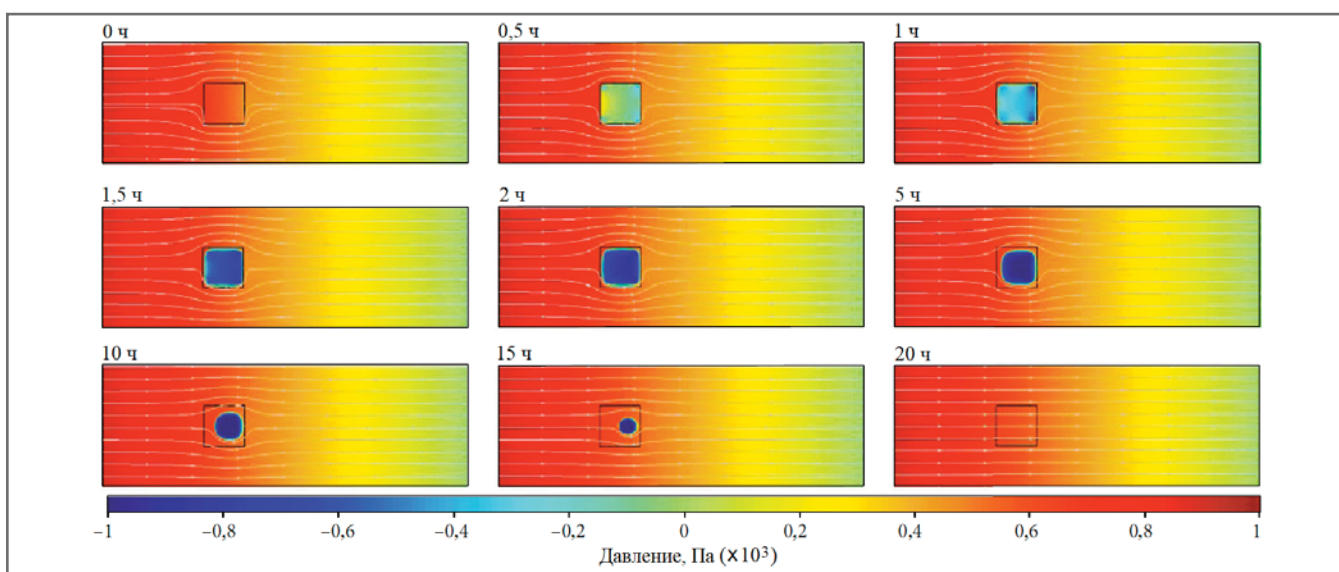 0 ч 0,5 ч 1 ч
1,5 ч 2 ч 5 ч
10 ч 15 ч 20 ч
−1 −0,8 −0,6 −0,4 −0,2 0 0,2 0,4 0,6 0,8 1
Давление, Па (×10³)